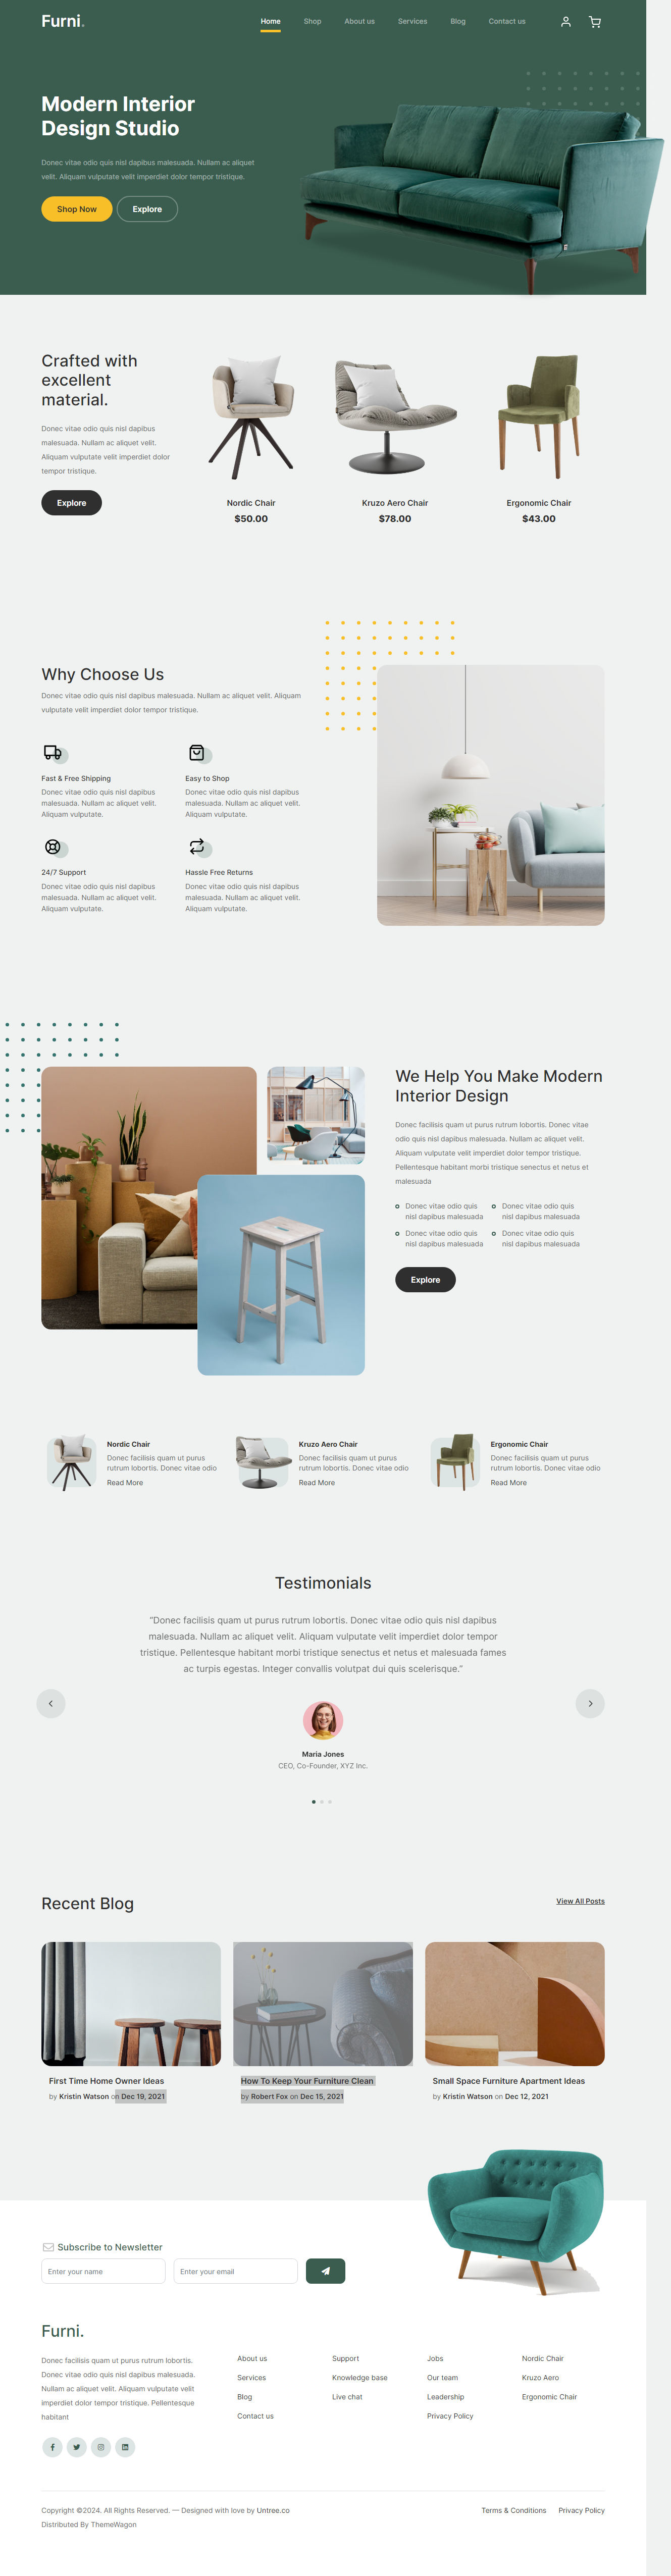 Furni.
Home
Shop
About us
Services
Blog
Contact us
Modern Interior
Design Studio
Donec vitae odio quis nisl dapibus malesuada. Nullam ac aliquet
velit. Aliquam vulputate velit imperdiet dolor tempor tristique.
Shop Now
Explore
Crafted with
excellent
material.
Donec vitae odio quis nisl dapibus
malesuada. Nullam ac aliquet velit.
Aliquam vulputate velit imperdiet dolor
tempor tristique.
Explore
Nordic Chair
$50.00
Kruzo Aero Chair
$78.00
Ergonomic Chair
$43.00
Why Choose Us
Donec vitae odio quis nisl dapibus malesuada. Nullam ac aliquet velit. Aliquam
vulputate velit imperdiet dolor tempor tristique.
Fast & Free Shipping
Donec vitae odio quis nisl dapibus
malesuada. Nullam ac aliquet velit.
Aliquam vulputate.
Easy to Shop
Donec vitae odio quis nisl dapibus
malesuada. Nullam ac aliquet velit.
Aliquam vulputate.
24/7 Support
Donec vitae odio quis nisl dapibus
malesuada. Nullam ac aliquet velit.
Aliquam vulputate.
Hassle Free Returns
Donec vitae odio quis nisl dapibus
malesuada. Nullam ac aliquet velit.
Aliquam vulputate.
We Help You Make Modern
Interior Design
Donec facilisis quam ut purus rutrum lobortis. Donec vitae
odio quis nisl dapibus malesuada. Nullam ac aliquet velit.
Aliquam vulputate velit imperdiet dolor tempor tristique.
Pellentesque habitant morbi tristique senectus et netus et
malesuada
Donec vitae odio quis
nisl dapibus malesuada
Donec vitae odio quis
nisl dapibus malesuada
Donec vitae odio quis
nisl dapibus malesuada
Donec vitae odio quis
nisl dapibus malesuada
Explore
Nordic Chair
Donec facilisis quam ut purus
rutrum lobortis. Donec vitae odio
Read More
Kruzo Aero Chair
Donec facilisis quam ut purus
rutrum lobortis. Donec vitae odio
Read More
Ergonomic Chair
Donec facilisis quam ut purus
rutrum lobortis. Donec vitae odio
Read More
Testimonials
“Donec facilisis quam ut purus rutrum lobortis. Donec vitae odio quis nisl dapibus
malesuada. Nullam ac aliquet velit. Aliquam vulputate velit imperdiet dolor tempor
tristique. Pellentesque habitant morbi tristique senectus et netus et malesuada fames
ac turpis egestas. Integer convallis volutpat dui quis scelerisque.”
Maria Jones
CEO, Co-Founder, XYZ Inc.
Recent Blog
View All Posts
First Time Home Owner Ideas
by Kristin Watson on Dec 19, 2021
How To Keep Your Furniture Clean
by Robert Fox on Dec 15, 2021
Small Space Furniture Apartment Ideas
by Kristin Watson on Dec 12, 2021
Subscribe to Newsletter
Enter your name
Enter your email
Furni.
Donec facilisis quam ut purus rutrum lobortis.
Donec vitae odio quis nisl dapibus malesuada.
Nullam ac aliquet velit. Aliquam vulputate velit
imperdiet dolor tempor tristique. Pellentesque
habitant
About us
Services
Blog
Contact us
Support
Knowledge base
Live chat
Jobs
Our team
Leadership
Privacy Policy
Nordic Chair
Kruzo Aero
Ergonomic Chair
Copyright ©2024. All Rights Reserved. — Designed with love by Untree.co
Distributed By ThemeWagon
Terms & Conditions
Privacy Policy